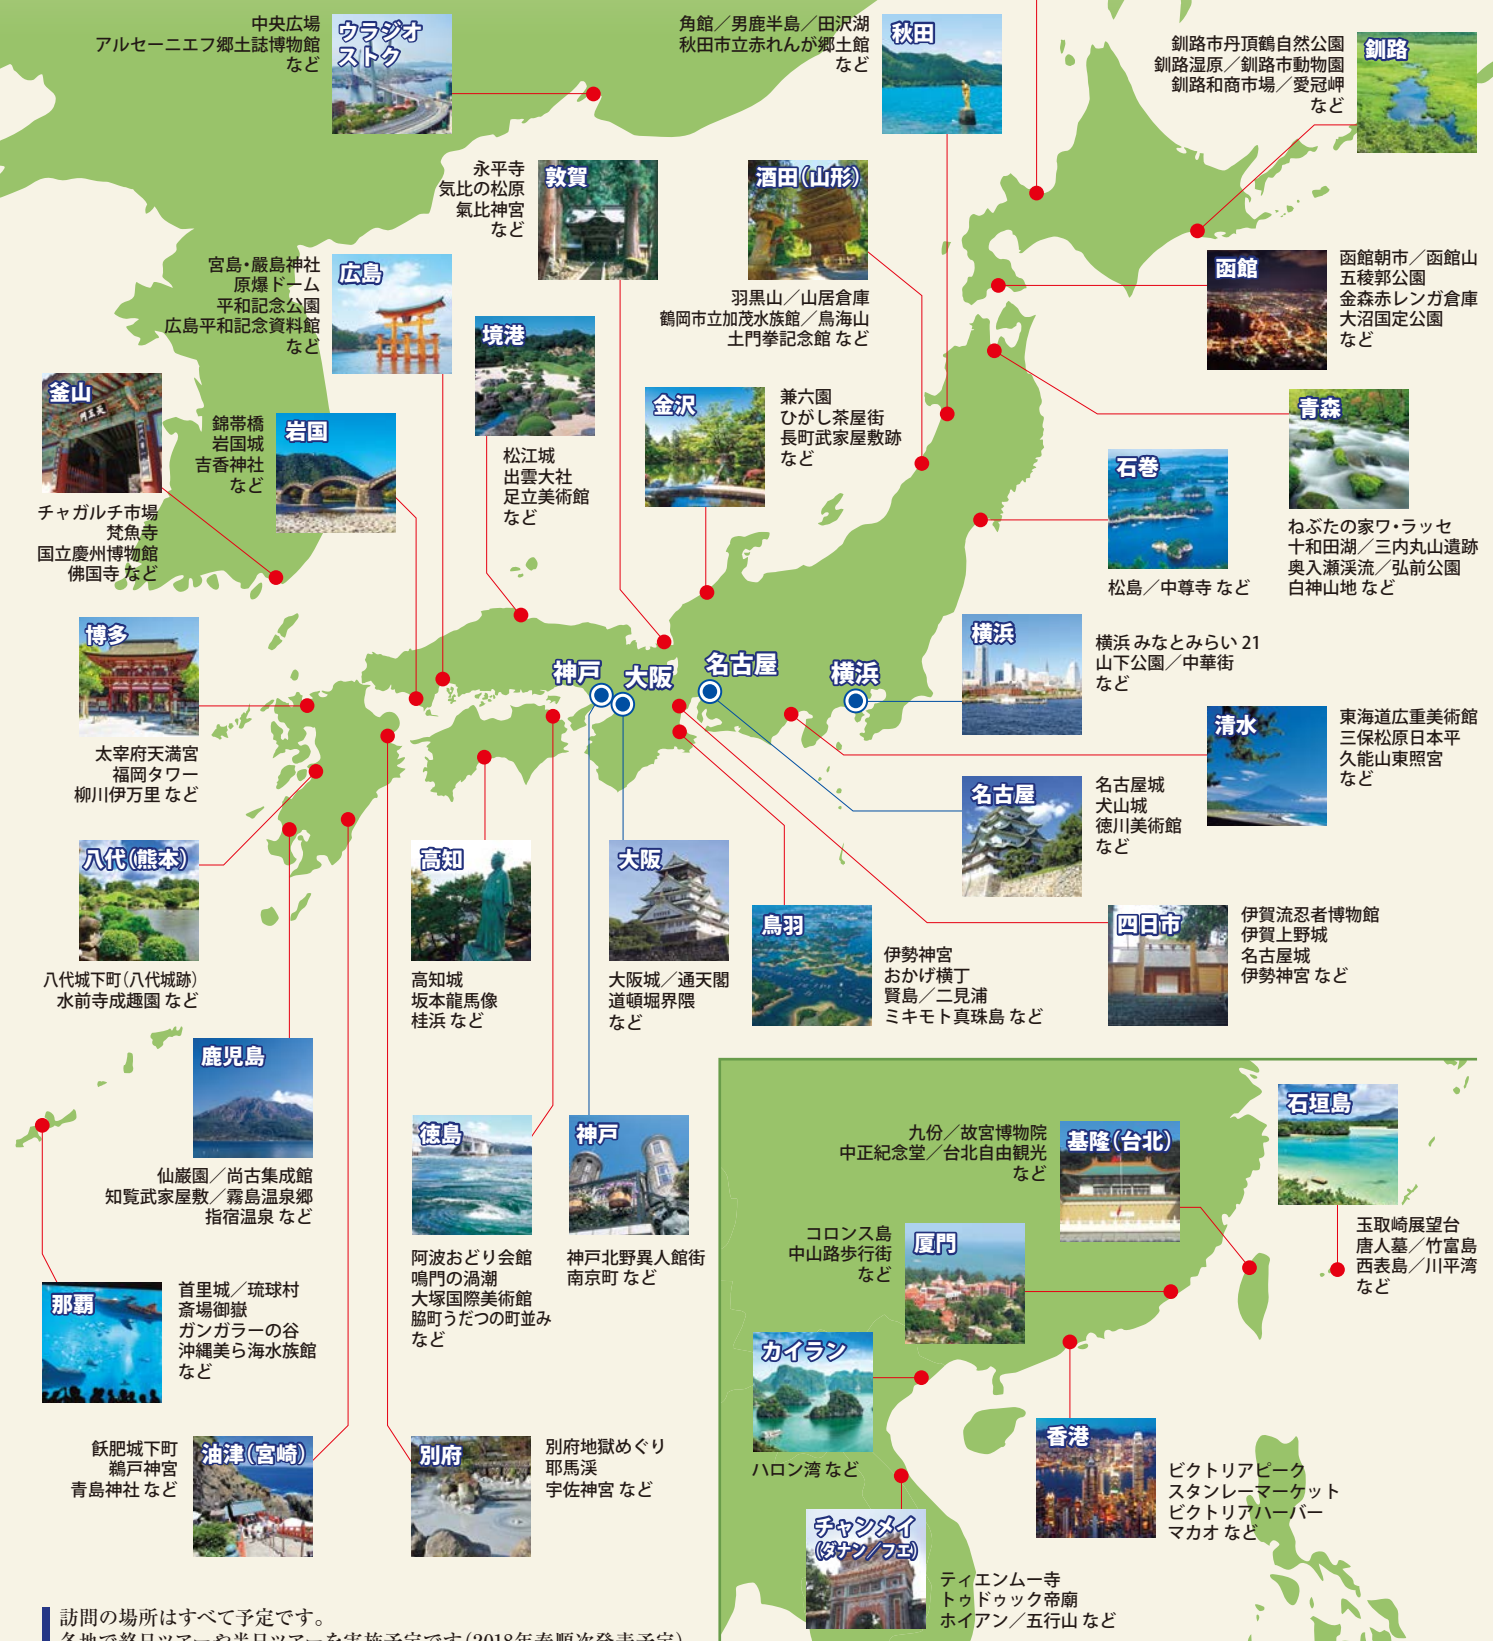 中央広場
アルセーニエフ郷土誌博物館
など
ウラジオ
ストク
角館／男鹿半島／田沢湖
秋田市立赤れんが郷土館
など
秋田
釧路市丹頂鶴自然公園
釧路湿原／釧路市動物園
釧路和商市場／愛冠岬
など
釧路
永平寺
気比の松原
氣比神宮
など
敦賀
酒田（山形）
羽黒山／山居倉庫
鶴岡市立加茂水族館／鳥海山
土門拳記念館 など
宮島・厳島神社
原爆ドーム
平和記念公園
広島平和記念資料館
など
広島
函館
函館朝市／函館山
五稜郭公園
金森赤レンガ倉庫
大沼国定公園
など
境港
松江城
出雲大社
足立美術館
など
釜山
チャガルチ市場
梵魚寺
国立慶州博物館
佛国寺 など
錦帯橋
岩国城
吉香神社
など
岩国
金沢
兼六園
ひがし茶屋街
長町武家屋敷跡
など
青森
ねぶたの家ワ・ラッセ
十和田湖／三内丸山遺跡
奥入瀬渓流／弘前公園
白神山地 など
石巻
松島／中尊寺 など
博多
太宰府天満宮
福岡タワー
柳川伊万里 など
神戸
大阪
名古屋
横浜
横浜
横浜 みなとみらい 21
山下公園／中華街
など
清水
東海道広重美術館
三保松原日本平
久能山東照宮
など
名古屋
名古屋城
犬山城
徳川美術館
など
八代（熊本）
八代城下町（八代城跡）
水前寺成趣園 など
高知
高知城
坂本龍馬像
桂浜 など
大阪
大阪城／通天閣
道頓堀界隈
など
鳥羽
伊勢神宮
おかげ横丁
賢島／二見浦
ミキモト真珠島 など
四日市
伊賀流忍者博物館
伊賀上野城
名古屋城
伊勢神宮 など
鹿児島
仙巌園／尚古集成館
知覧武家屋敷／霧島温泉郷
指宿温泉 など
徳島
阿波おどり会館
鳴門の渦潮
大塚国際美術館
脇町うだつの町並み
など
神戸
神戸北野異人館街
南京町 など
九份／故宮博物院
中正紀念堂／台北自由観光
など
基隆（台北）
石垣島
玉取崎展望台
唐人墓／竹富島
西表島／川平湾
など
コロンス島
中山路歩行街
など
厦門
那覇
首里城／琉球村
斎場御嶽
ガンガラーの谷
沖縄美ら海水族館
など
カイラン
ハロン湾 など
香港
ビクトリアピーク
スタンレーマーケット
ビクトリアハーバー
マカオ など
飫肥城下町
鵜戸神宮
青島神社 など
油津（宮崎）
別府
別府地獄めぐり
耶馬渓
宇佐神宮 など
チャンメイ
（ダナン／フエ）
ティエンムー寺
トゥドゥック帝廟
ホイアン／五行山 など
訪問の場所はすべて予定です。
各地で終日ツアーや半日ツアーを実施予定です（2018年春順次発表予定）